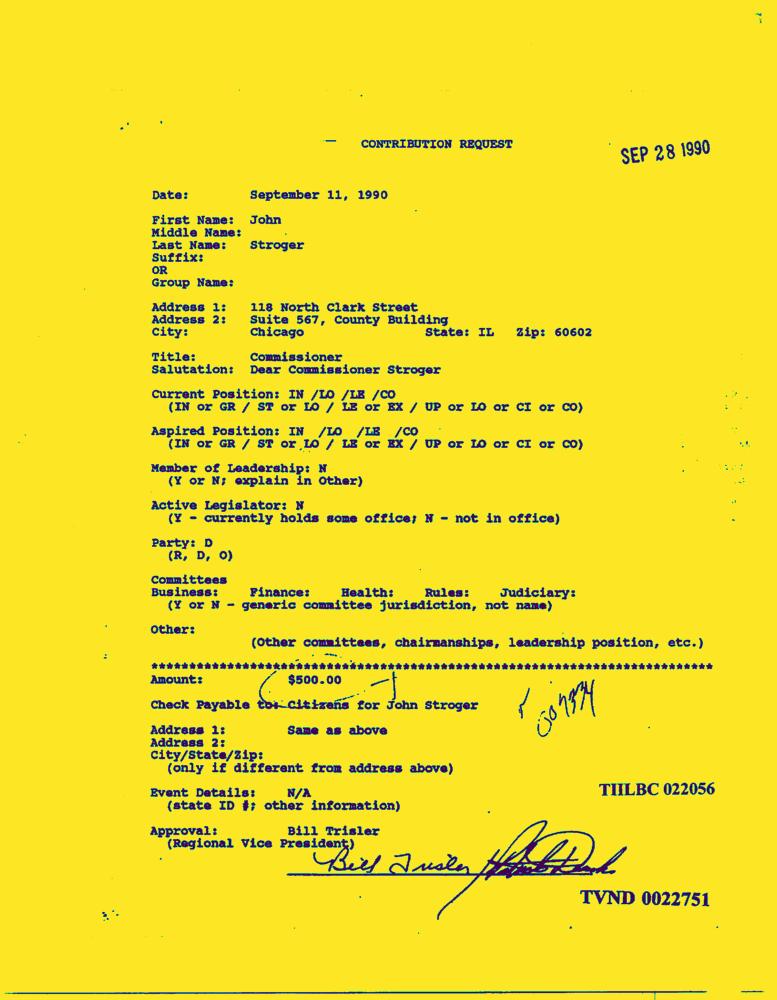 CONTRIBUTION REQUEST
SEP 28 1990
Date: September 11, 1990
First Name: John
Middle Name:
Last Name: Stroger
Suffix:
OR
Group Name:
Address 1: 118 North Clark Street
Address 2: Suite 567, County Building
City: Chicago State: IL Zip: 60602
Title: Commissioner
Salutation: Dear Commissioner Stroger
Current Position: IN /LO /LE /CO
(IN or GR / ST or LO / LE or EX / UP or LO or CI or CO)
Aspired Position: IN /LO /LE /CO
(IN or GR / ST or LO / LE or EX / UP or LO or CI or CO)
Member of Leadership: N
(Y or N; explain in Other)
Active Legislator: N
(Y - currently holds some office; N - not in office)
Party: D
(R, D, O)
Committees
Business: Finance: Health: Rules: Judiciary:
(Y or N - generic committee jurisdiction, not name)
Other:
(Other committees, chairmanships, leadership position, etc.)
Amount: $500.00
Check Payable to: Citizens for John Stroger
Address 1: Same as above
Address 2:
City/State/Zip:
(only if different from address above)
Event Details: N/A
(state ID #; other information)
TIILBC 022056
Approval: Bill Trisler
(Regional Vice President)
Bill Trisler
TVND 0022751